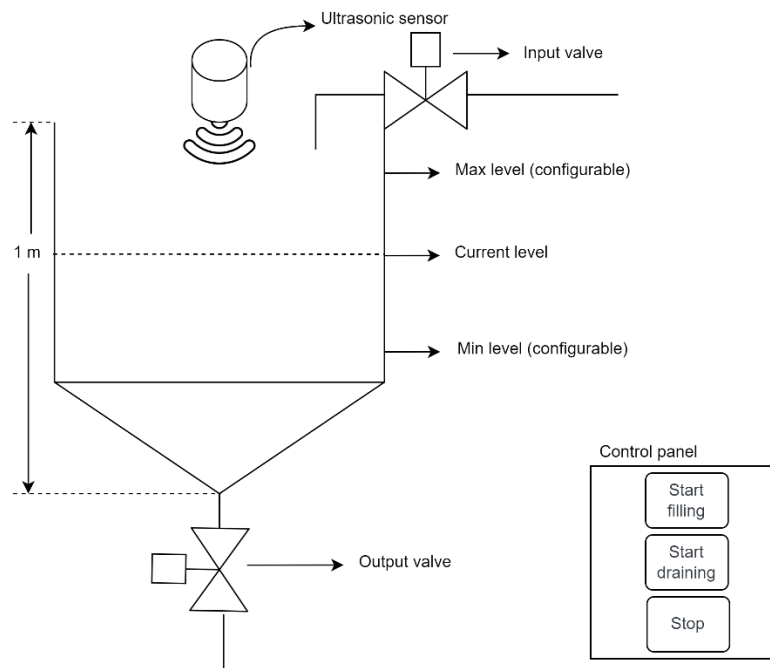 Ultrasonic sensor
Input valve
Max level (configurable)
1 m
Current level
Min level (configurable)
Control panel
Start
filling
Start
draining
Output valve
Stop